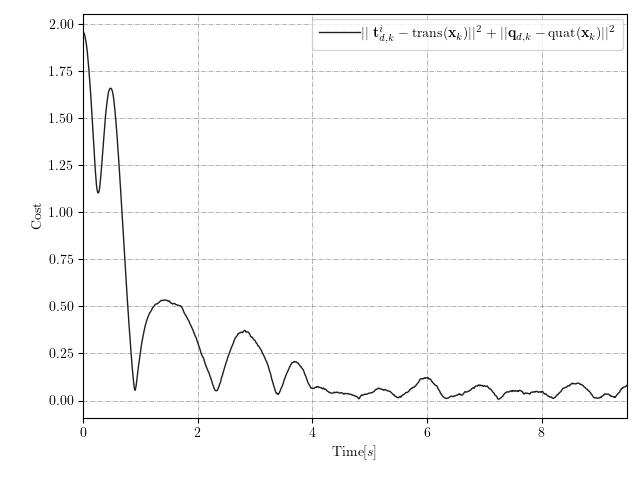 || t^i_{d,k} − trans(x_k)||² + ||q_{d,k} − quat(x_k)||²
2.00
1.75
1.50
1.25
1.00
0.75
0.50
0.25
0.00
Cost
0 2 4 6 8
Time[s]